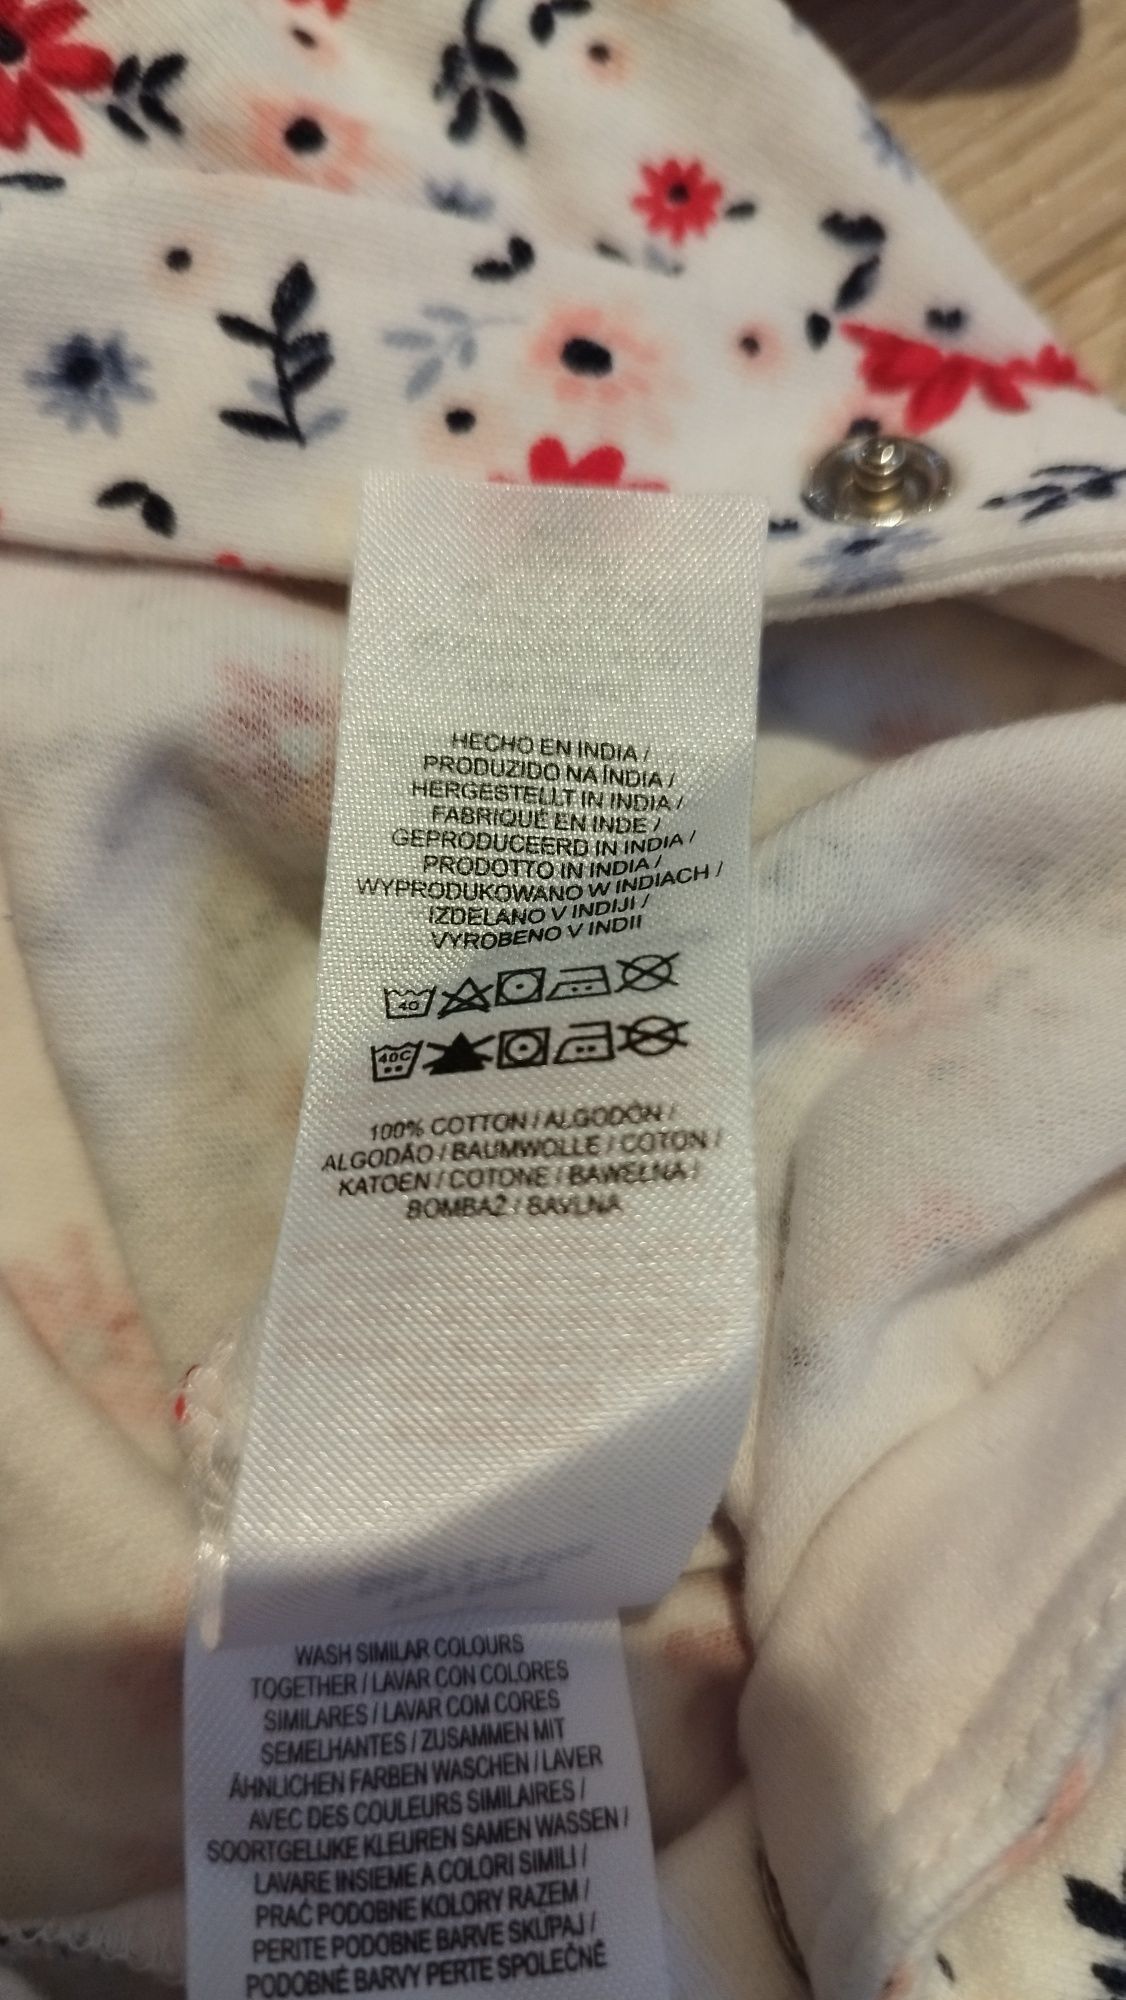 HECHO EN INDIA /
PRODUZIDO NA ÍNDIA /
HERGESTELLT IN INDIA /
FABRIQUÉ EN INDE /
GEPRODUCEERD IN INDIA /
PRODOTTO IN INDIA /
WYPRODUKOWANO W INDIACH /
IZDELANO V INDIJI /
VYROBENO V INDII
40
40C
100% COTTON / ALGODÓN /
ALGODÃO / BAUMWOLLE / COTON /
KATOEN / COTONE / BAWEŁNA /
BOMBAŽ / BAVLNA
WASH SIMILAR COLOURS
TOGETHER / LAVAR CON COLORES
SIMILARES / LAVAR COM CORES
SEMELHANTES / ZUSAMMEN MIT
ÄHNLICHEN FARBEN WASCHEN / LAVER
AVEC DES COULEURS SIMILAIRES /
SOORTGELIJKE KLEUREN SAMEN WASSEN /
LAVARE INSIEME A COLORI SIMILI /
PRAĆ PODOBNE KOLORY RAZEM /
PERITE PODOBNE BARVE SKUPAJ /
PODOBNÉ BARVY PERTE SPOLEČNĚ